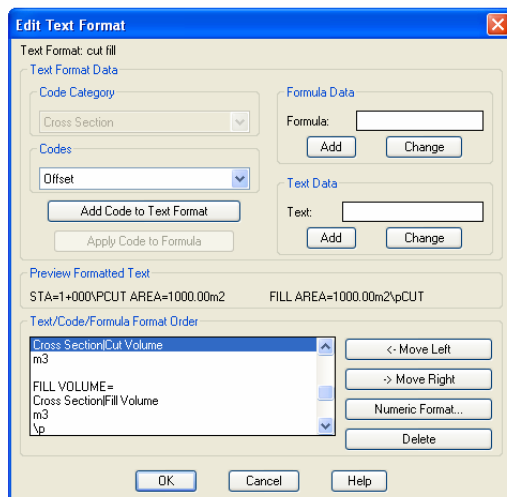 Edit Text Format
Text Format: cut fill
Text Format Data
Code Category
Cross Section
Codes
Offset
Add Code to Text Format
Apply Code to Formula
Formula Data
Formula:
Add Change
Text Data
Text:
Add Change
Preview Formatted Text
STA=1+000\PCUT AREA=1000.00m2 FILL AREA=1000.00m2\pCUT
Text/Code/Formula Format Order
Cross Section|Cut Volume
m3
FILL VOLUME=
Cross Section|Fill Volume
m3
\p
<- Move Left
-> Move Right
Numeric Format...
Delete
OK Cancel Help